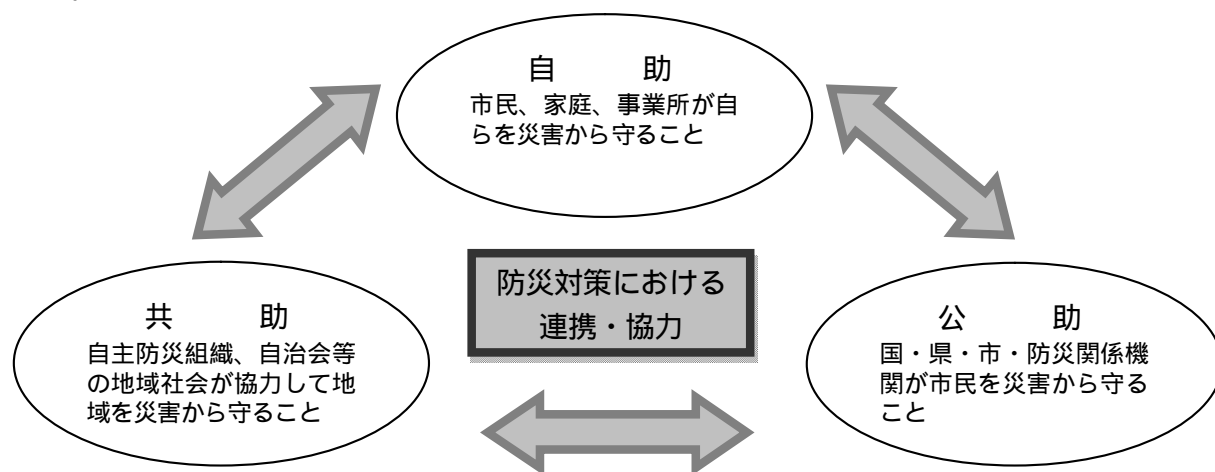 自　　　助
市民、家庭、事業所が自
らを災害から守ること
防災対策における
連携・協力
共　　　助
自主防災組織、自治会等
の地域社会が協力して地
域を災害から守ること
公　　　助
国・県・市・防災関係機
関が市民を災害から守る
こと